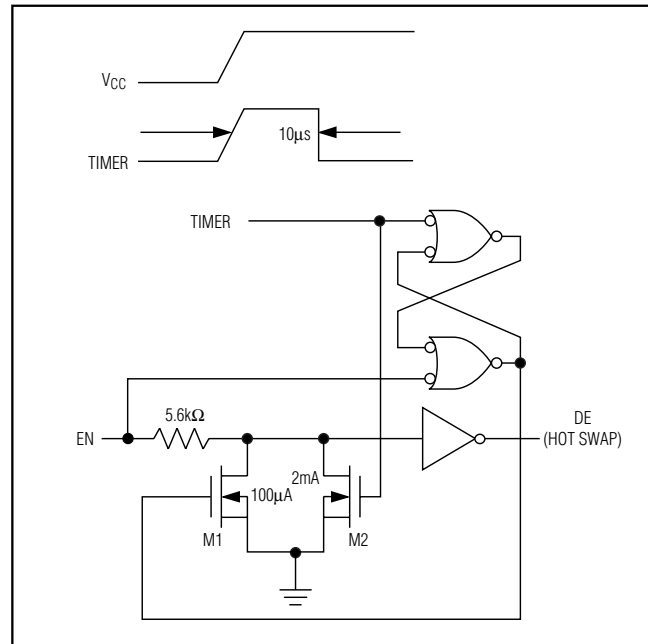 VCC
10μs
TIMER
TIMER
5.6kΩ
EN
DE
(HOT SWAP)
2mA
100μA
M1
M2